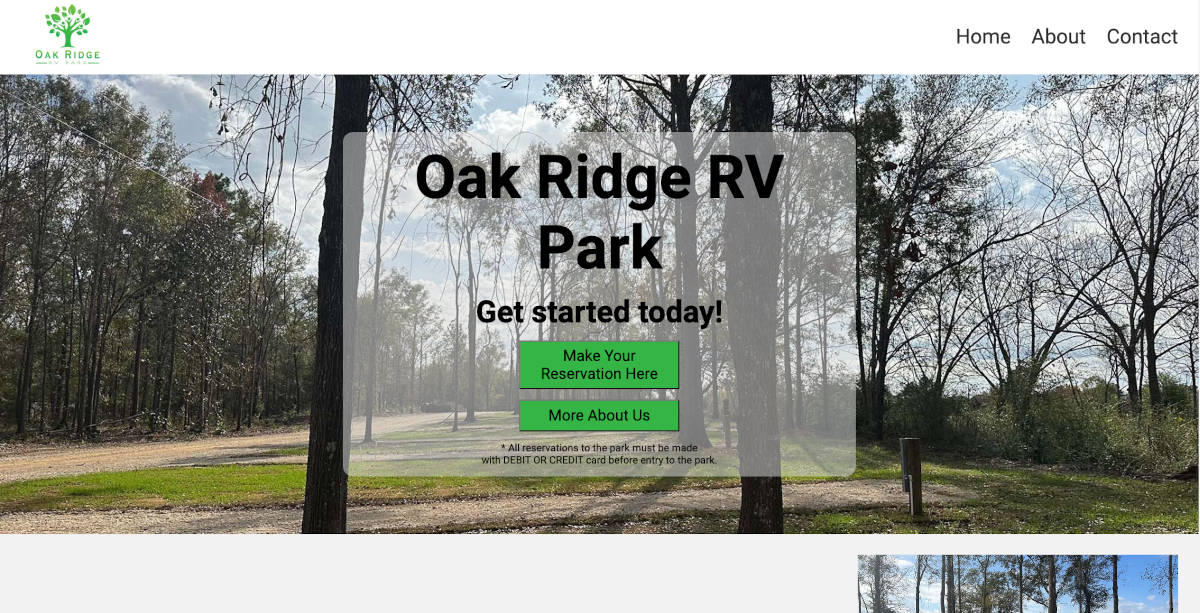 OAK RIDGE
RV PARK
Home About Contact
Oak Ridge RV
Park
Get started today!
Make Your
Reservation Here
More About Us
* All reservations to the park must be made
with DEBIT OR CREDIT card before entry to the park.